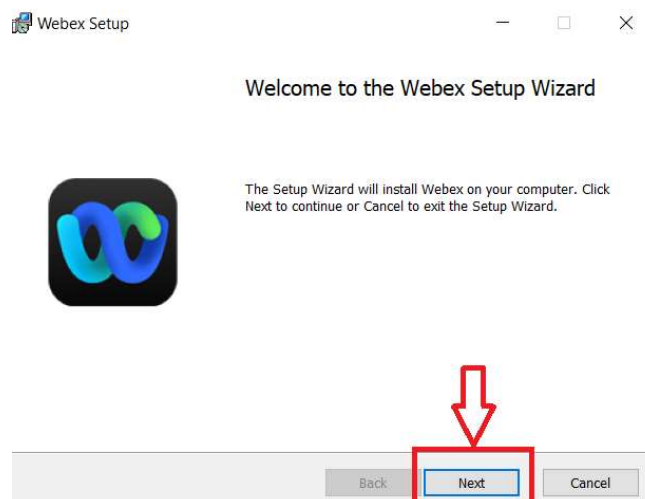 Webex Setup
Welcome to the Webex Setup Wizard
The Setup Wizard will install Webex on your computer. Click
Next to continue or Cancel to exit the Setup Wizard.
Back Next Cancel